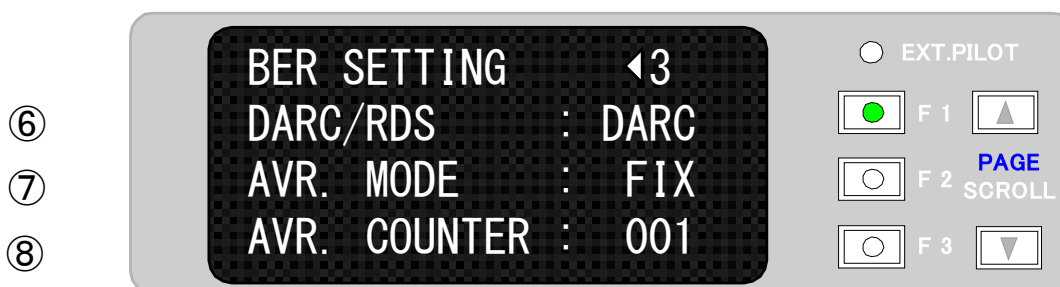 BER SETTING ◀3
⑥ DARC/RDS : DARC
⑦ AVR. MODE : FIX
⑧ AVR. COUNTER : 001
EXT.PILOT
F 1
F 2
F 3
PAGE
SCROLL